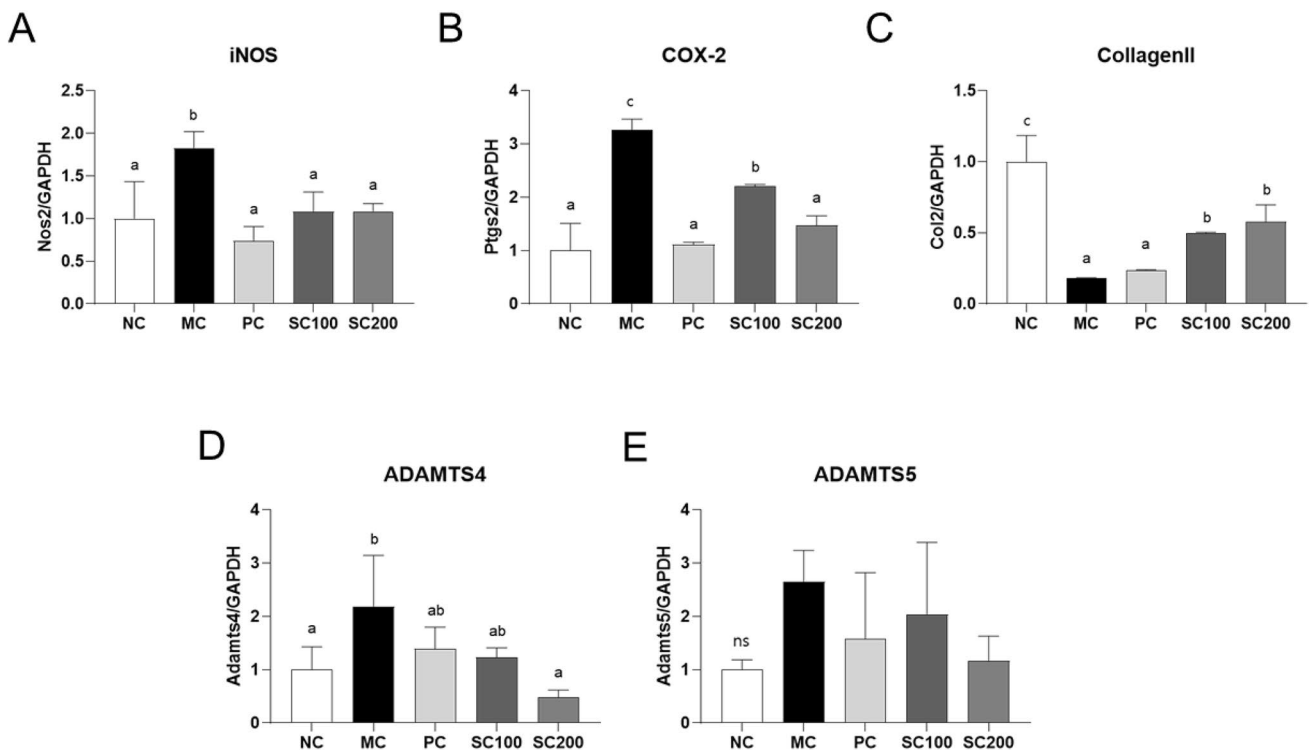 A
iNOS
Nos2/GAPDH
2.5
2.0
1.5
1.0
0.5
0.0
a
b
a
a
a
NC MC PC SC100 SC200
B
COX-2
Ptgs2/GAPDH
4
3
2
1
0
a
c
a
b
a
NC MC PC SC100 SC200
C
CollagenII
Col2/GAPDH
1.5
1.0
0.5
0.0
c
a
a
b
b
NC MC PC SC100 SC200
D
ADAMTS4
Adamts4/GAPDH
4
3
2
1
0
a
b
ab
ab
a
NC MC PC SC100 SC200
E
ADAMTS5
Adamts5/GAPDH
4
3
2
1
0
ns
NC MC PC SC100 SC200